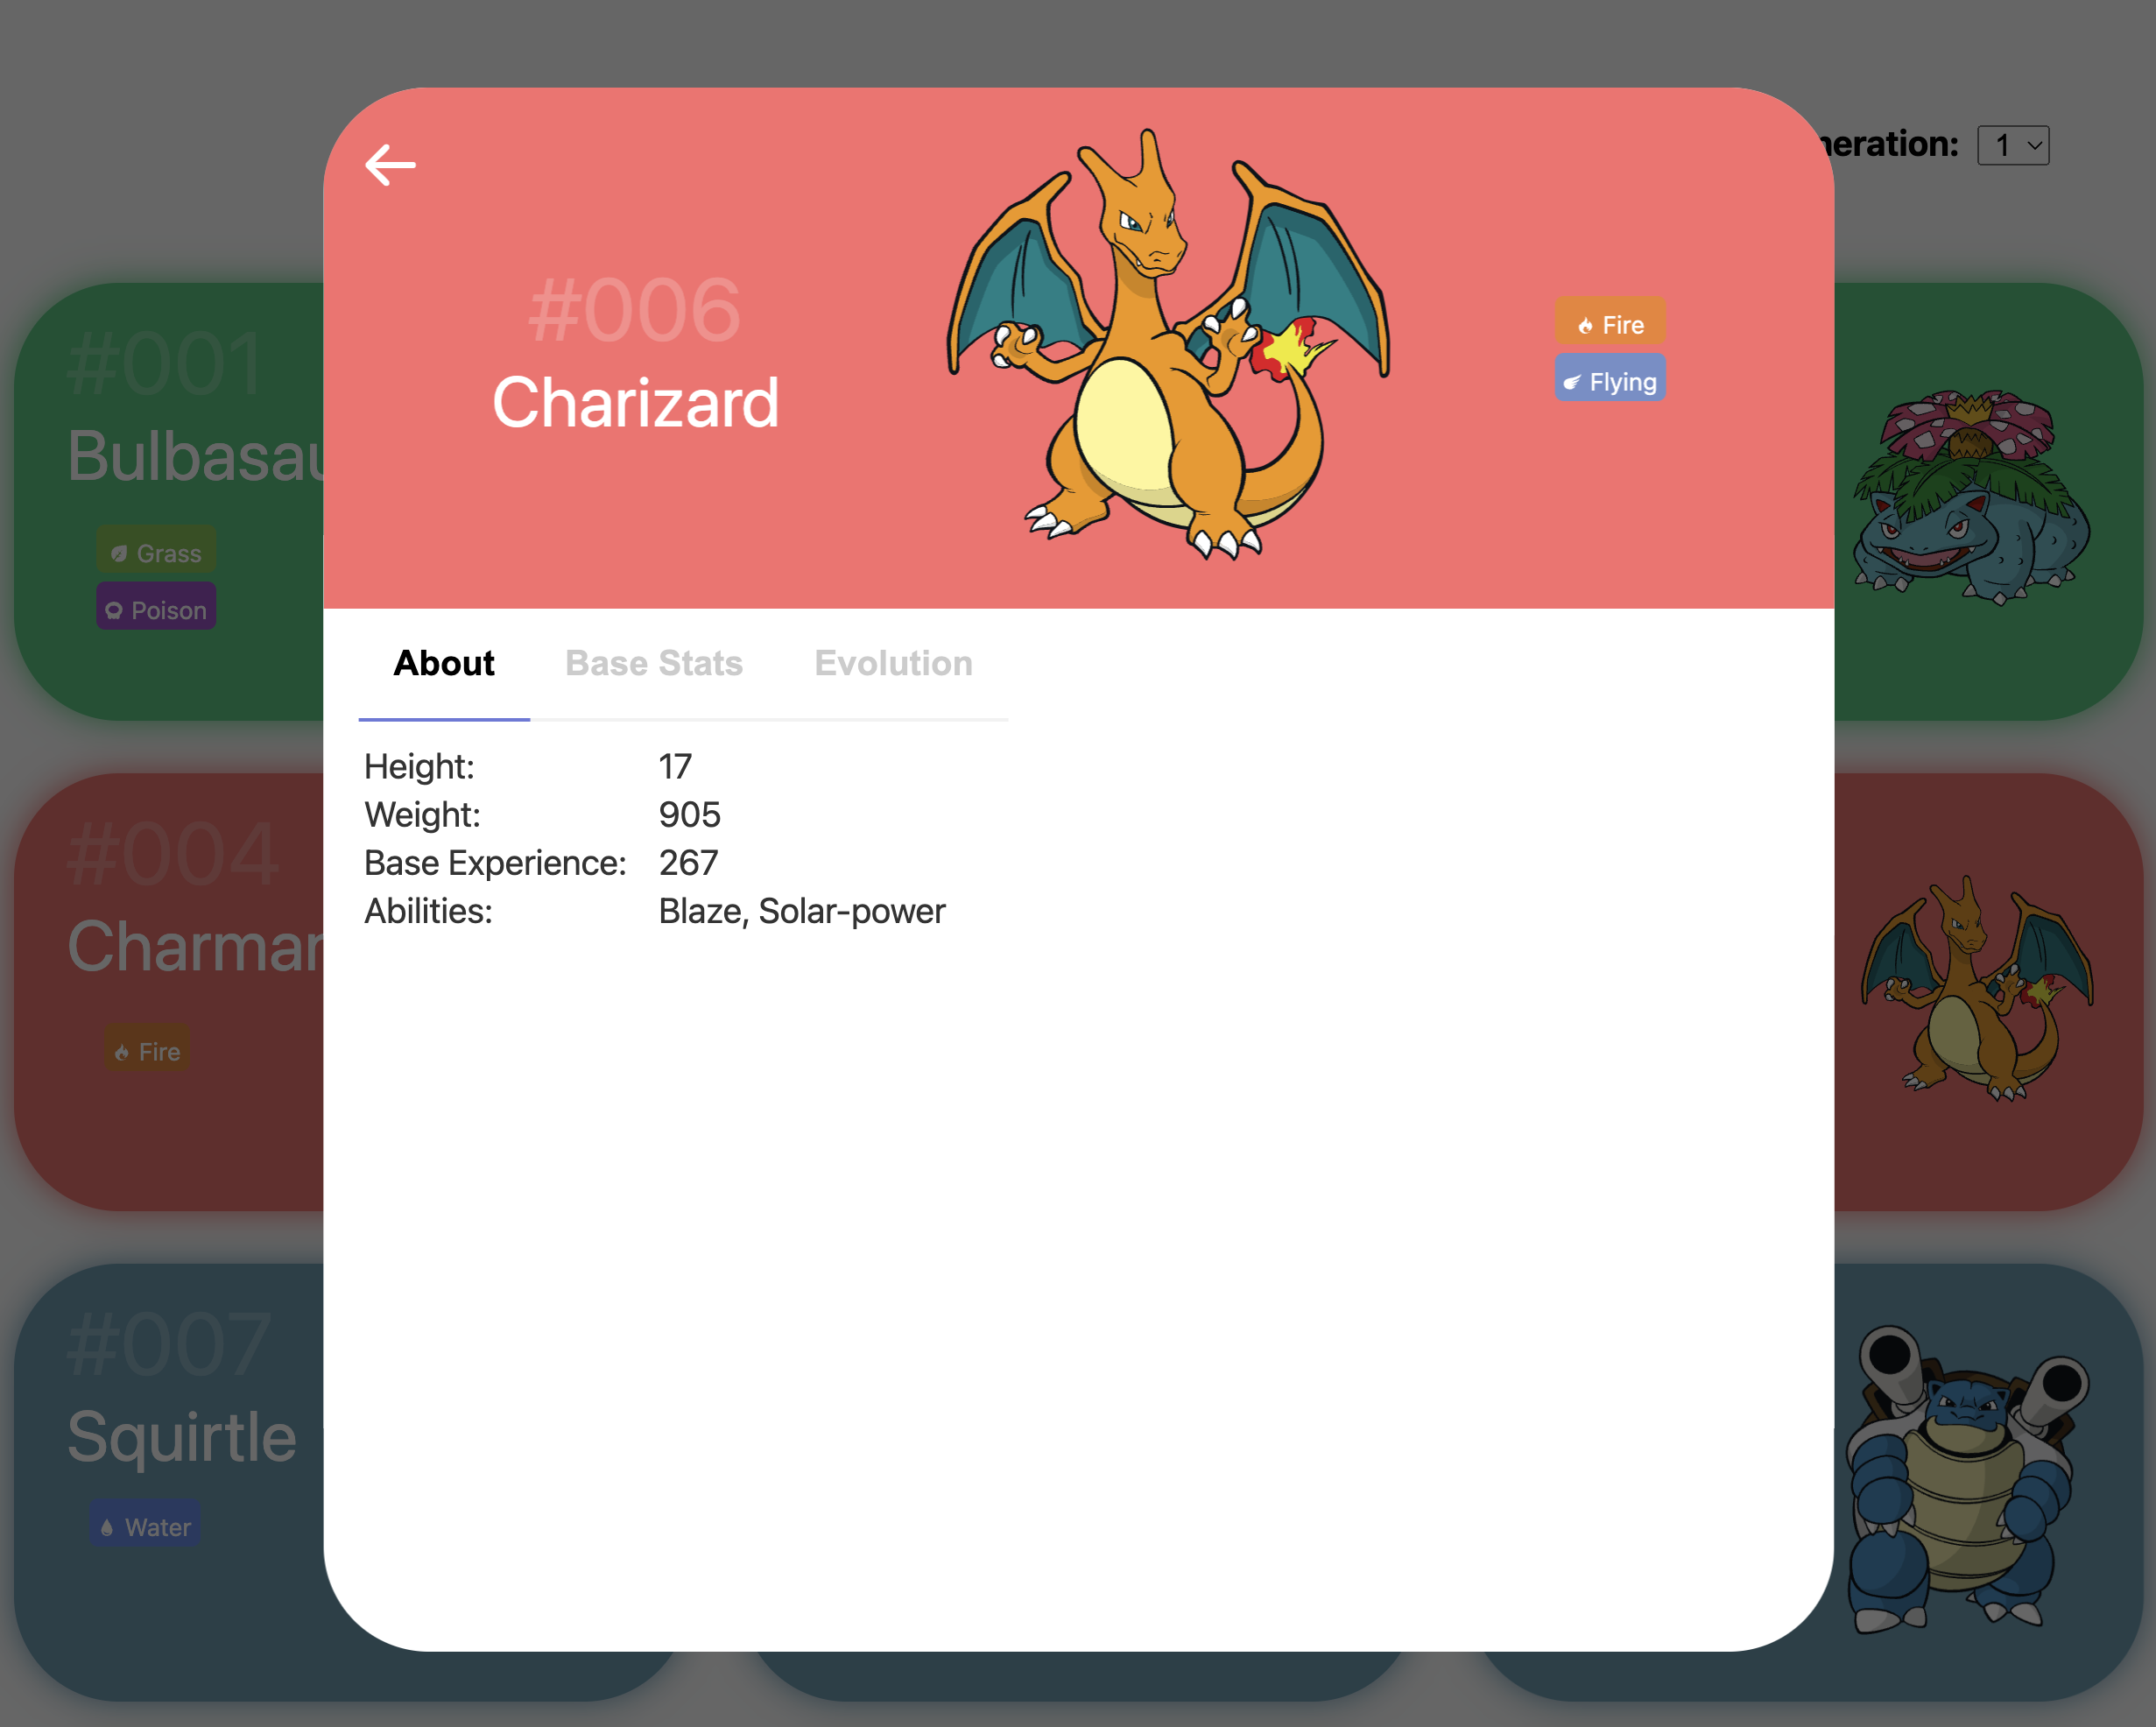 neration: 1
#006
Charizard
Fire
Flying
About Base Stats Evolution
Height: 17
Weight: 905
Base Experience: 267
Abilities: Blaze, Solar-power
#001
Bulbasau
Grass
Poison
#004
Charmar
Fire
#007
Squirtle
Water